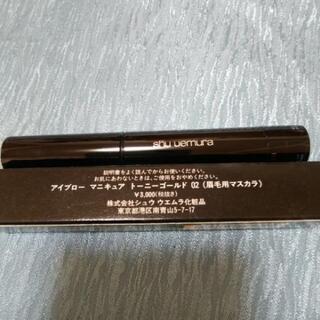 shu uemura
説明書をよく読んでからお使いください。
お肌にあわないときは、ご使用をおやめください。
アイブロー マニキュア トーニーゴールド 02（眉毛用マスカラ）
¥3,000(税抜き)
株式会社シュウ ウエムラ化粧品
東京都港区南青山5-7-17